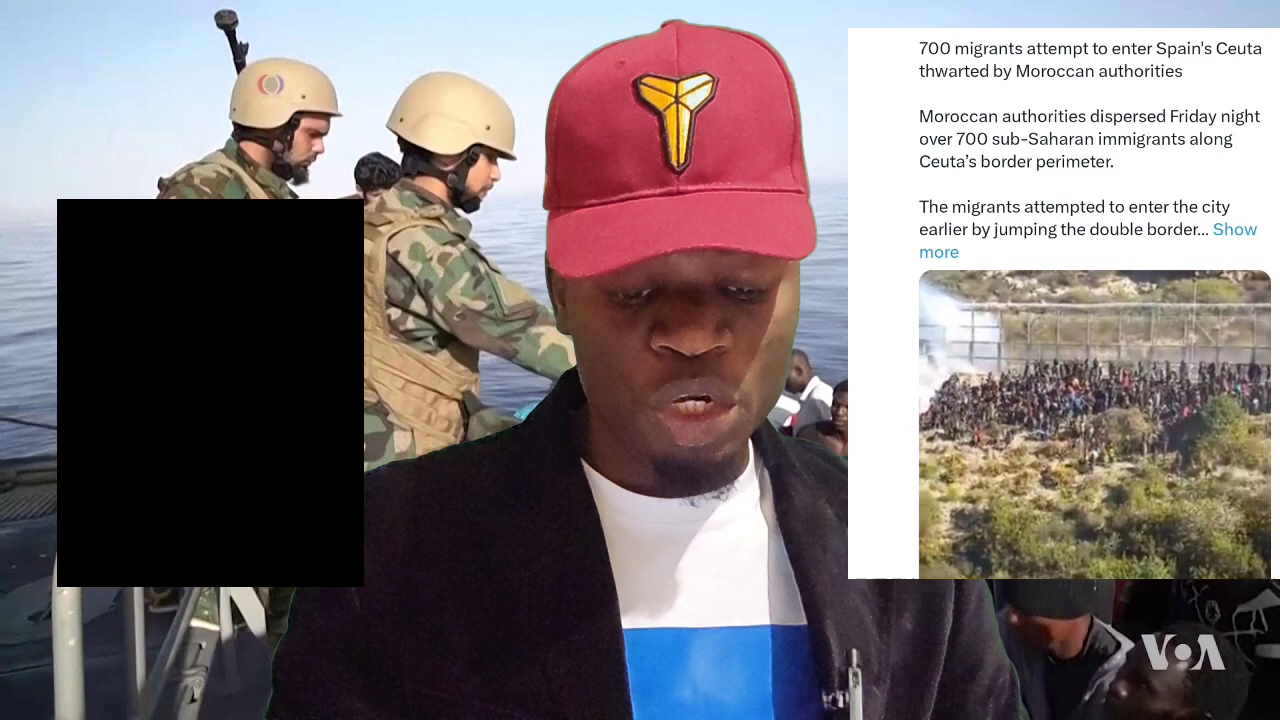 700 migrants attempt to enter Spain's Ceuta
thwarted by Moroccan authorities
Moroccan authorities dispersed Friday night
over 700 sub-Saharan immigrants along
Ceuta’s border perimeter.
The migrants attempted to enter the city
earlier by jumping the double border... Show
more
VOA